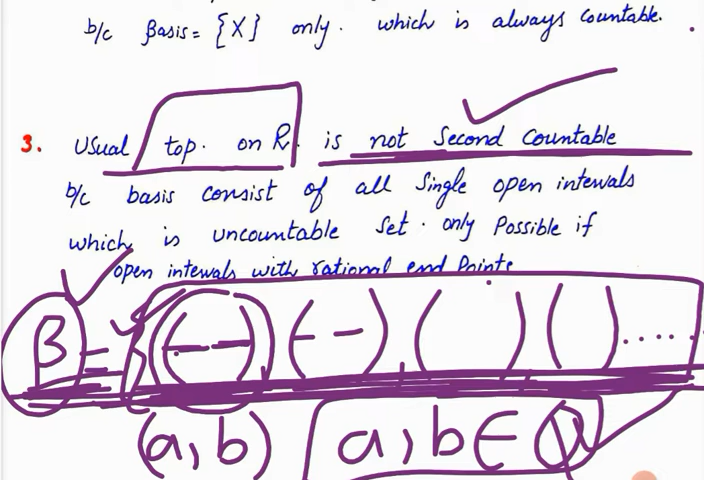 b/c Basis = {X} only. which is always countable.
3. Usual top. on R. is not Second Countable
b/c basis consist of all Single open intervals
which is uncountable Set. only Possible if
open intervals with rational end Points
β = { (—), (—), ( ), ( ) .....
(a, b) a, b ∈ Q